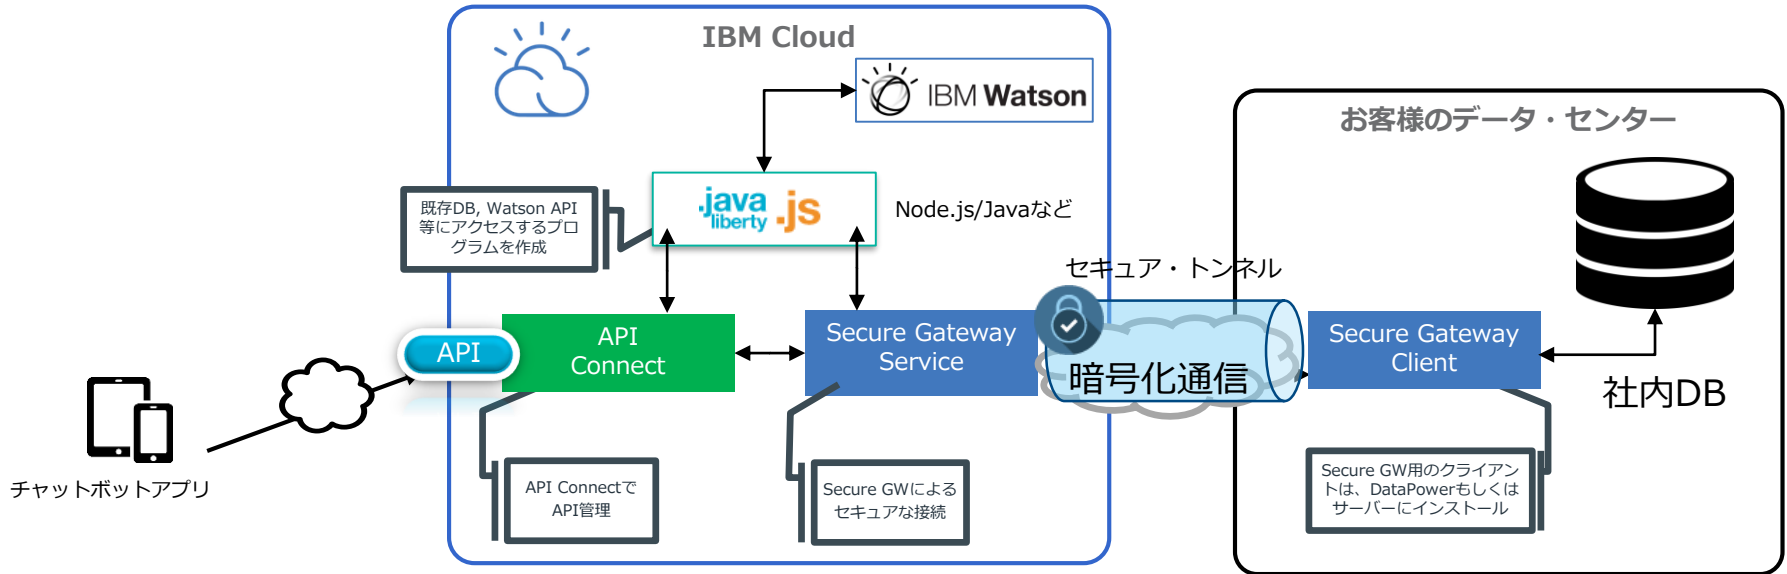 IBM Cloud
IBM Watson
お客様のデータ・センター
既存DB, Watson API
等にアクセスするプロ
グラムを作成
.java
liberty
.js
Node.js/Javaなど
セキュア・トンネル
API
API
Connect
Secure Gateway
Service
暗号化通信
Secure Gateway
Client
社内DB
チャットボットアプリ
API Connectで
API管理
Secure GWによる
セキュアな接続
Secure GW用のクライアン
トは、DataPowerもしくは
サーバーにインストール